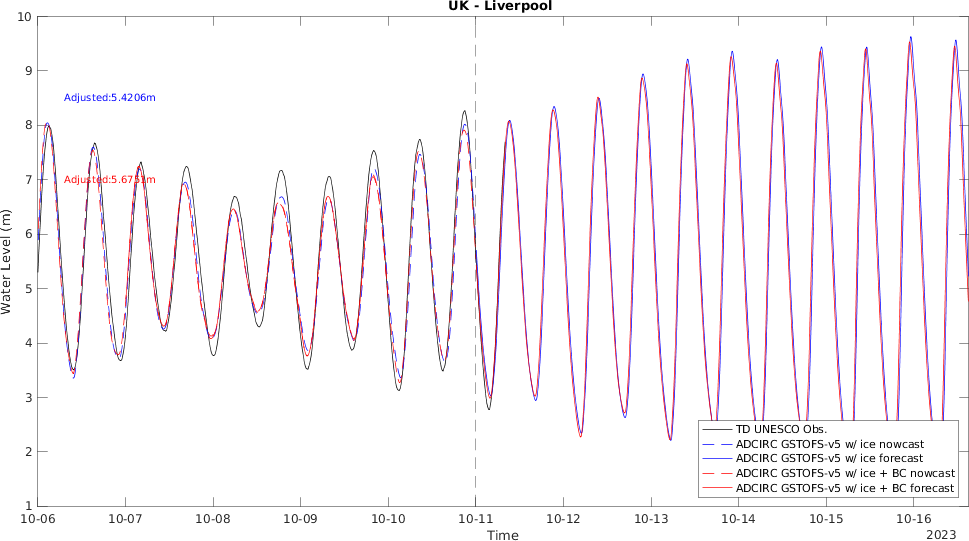 UK - Liverpool
10
9
8
7
6
5
4
3
2
1
Water Level (m)
Adjusted:5.4206m
Adjusted:5.6751m
TD UNESCO Obs.
ADCIRC GSTOFS-v5 w/ ice nowcast
ADCIRC GSTOFS-v5 w/ ice forecast
ADCIRC GSTOFS-v5 w/ ice + BC nowcast
ADCIRC GSTOFS-v5 w/ ice + BC forecast
10-06 10-07 10-08 10-09 10-10 10-11 10-12 10-13 10-14 10-15 10-16
Time
2023